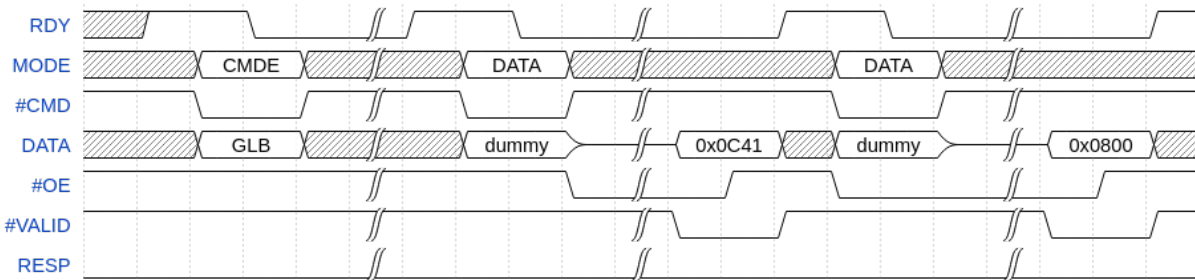 RDY
MODE CMDE DATA DATA
#CMD
DATA GLB dummy 0x0C41 dummy 0x0800
#OE
#VALID
RESP